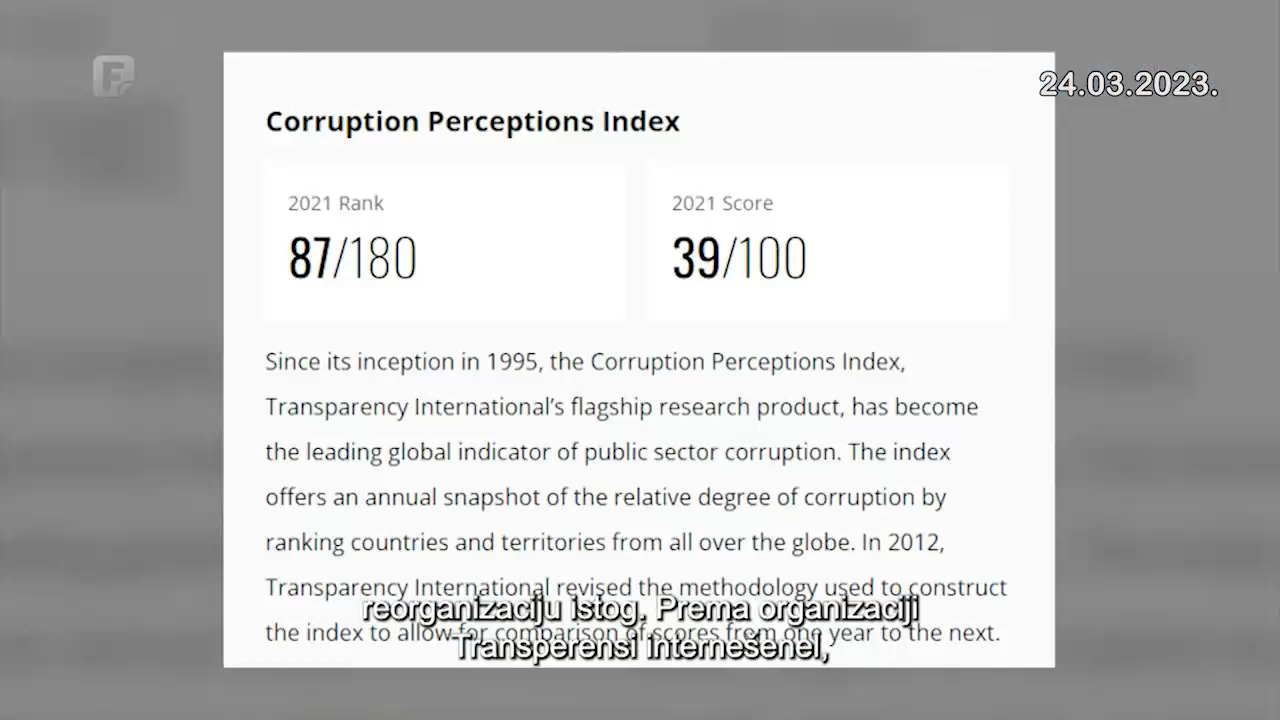 F
24.03.2023.
Corruption Perceptions Index
2021 Rank
87/180
2021 Score
39/100
Since its inception in 1995, the Corruption Perceptions Index,
Transparency International’s flagship research product, has become
the leading global indicator of public sector corruption. The index
offers an annual snapshot of the relative degree of corruption by
ranking countries and territories from all over the globe. In 2012,
Transparency International revised the methodology used to construct
the index to allow for comparison of scores from one year to the next.
reorganizaciju istog. Prema organizaciji
Transperensi Internešenel,